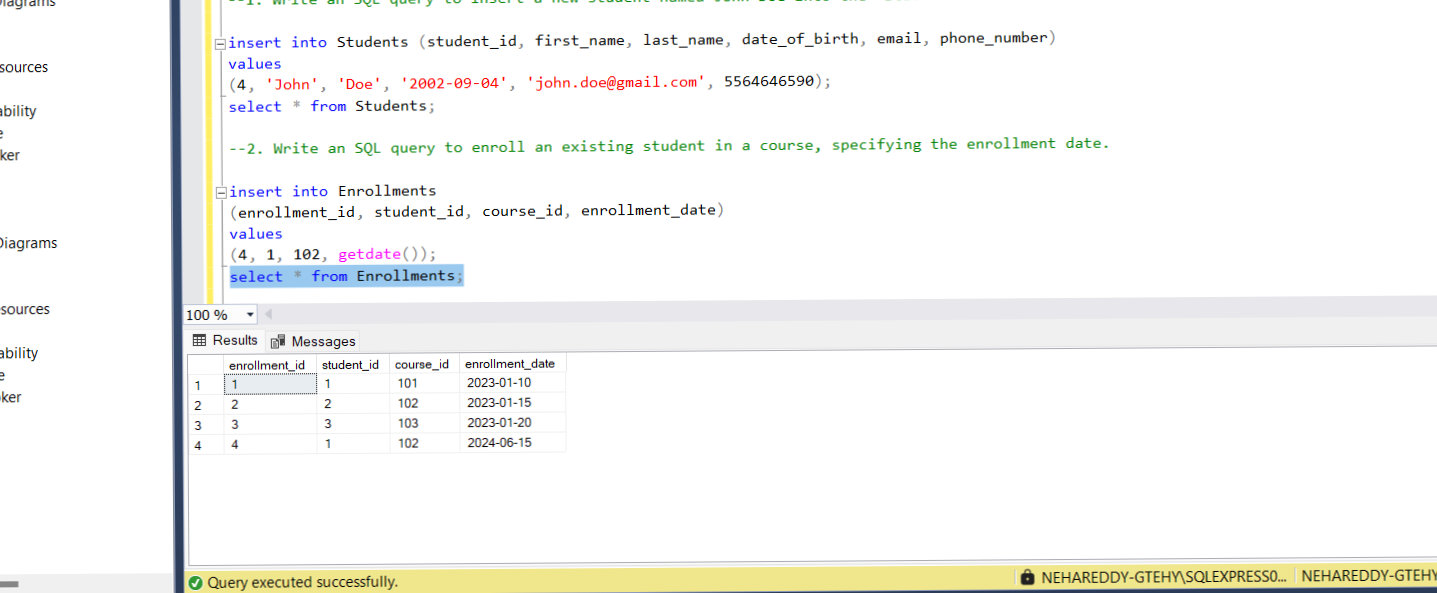 --1. Write an SQL query to insert a new student named John Doe into the
insert into Students (student_id, first_name, last_name, date_of_birth, email, phone_number)
values
(4, 'John', 'Doe', '2002-09-04', 'john.doe@gmail.com', 5564646590);
select * from Students;
--2. Write an SQL query to enroll an existing student in a course, specifying the enrollment date.
insert into Enrollments
(enrollment_id, student_id, course_id, enrollment_date)
values
(4, 1, 102, getdate());
select * from Enrollments;
Diagrams
sources
ability
e
ker
Diagrams
sources
ability
e
oker
100 %
Results Messages
enrollment_id student_id course_id enrollment_date
1 1 1 101 2023-01-10
2 2 2 102 2023-01-15
3 3 3 103 2023-01-20
4 4 1 102 2024-06-15
Query executed successfully.
NEHAREDDY-GTEHY\SQLEXPRESS0... NEHAREDDY-GTEHY